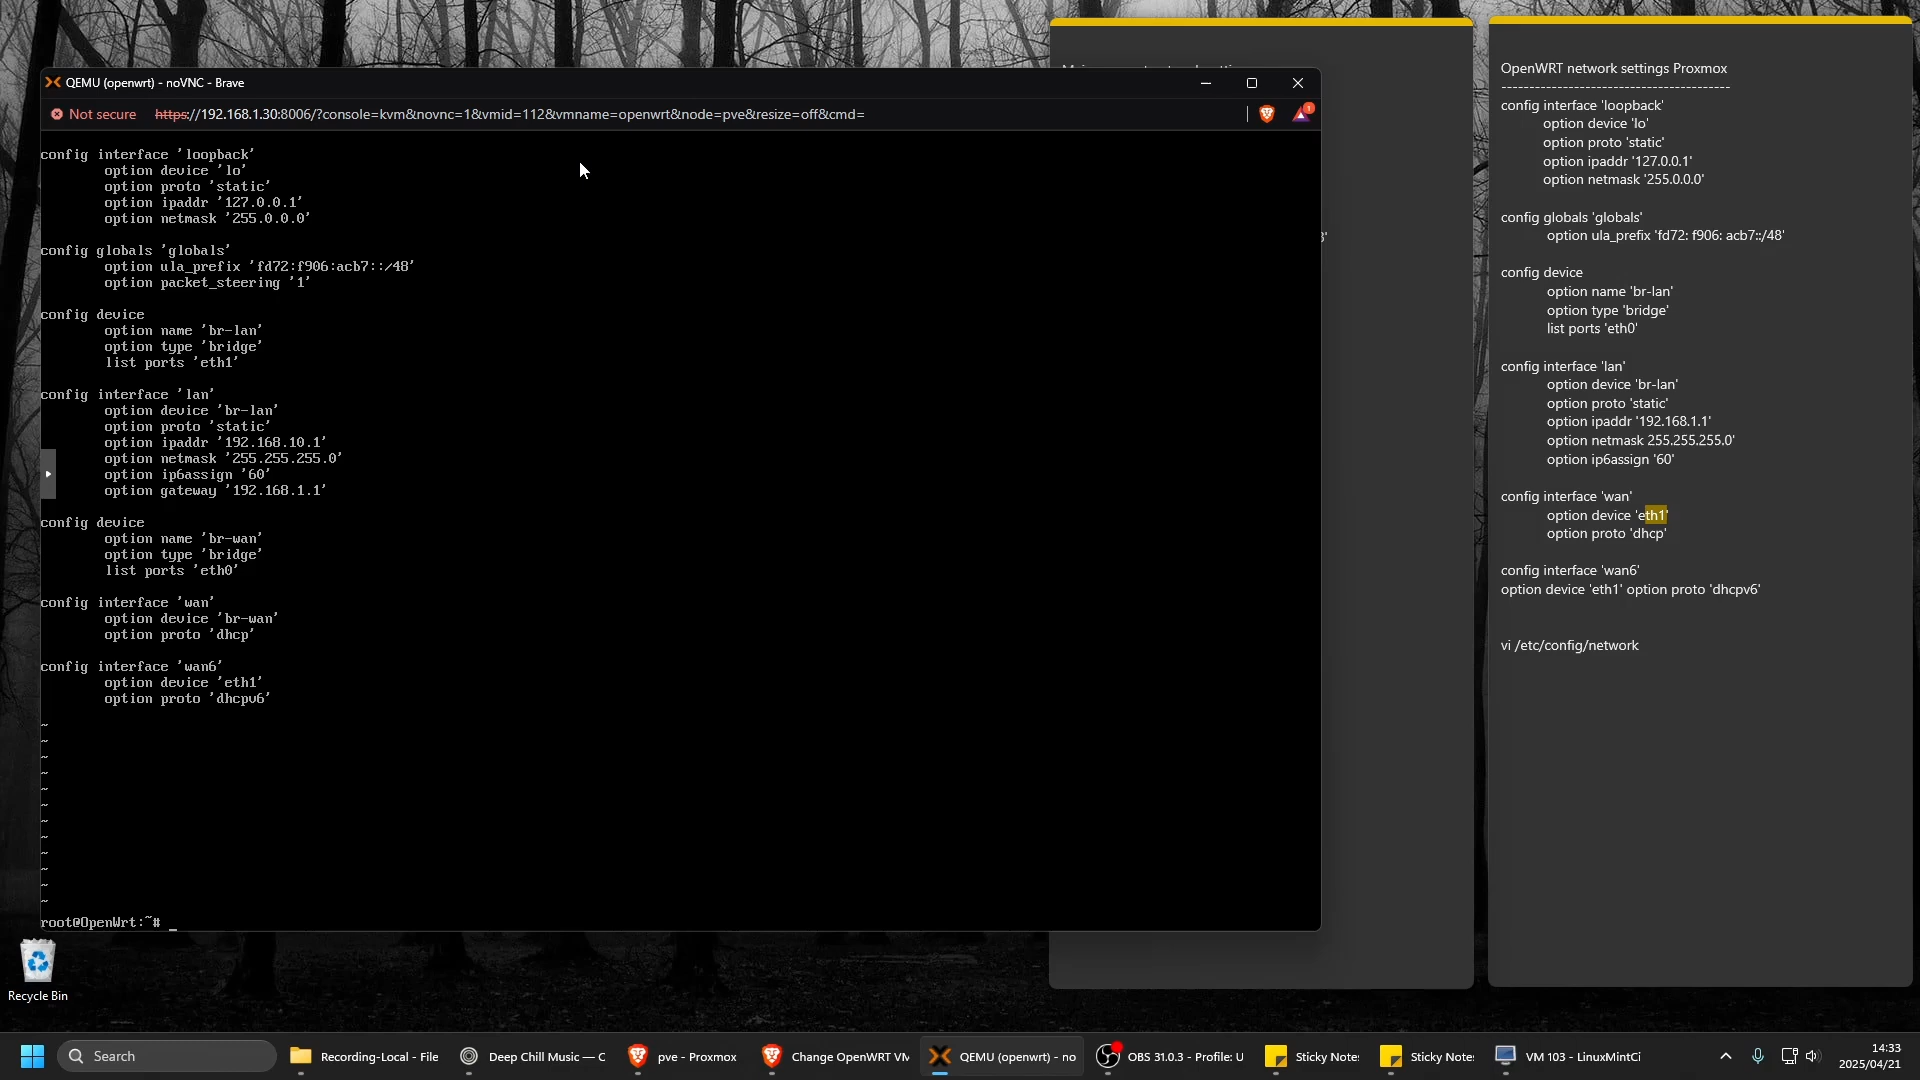 QEMU (openwrt) - noVNC - Brave
Not secure https://192.168.1.30:8006/?console=kvm&novnc=1&vmid=112&vmname=openwrt&node=pve&resize=off&cmd=
1
config interface 'loopback'
option device 'lo'
option proto 'static'
option ipaddr '127.0.0.1'
option netmask '255.0.0.0'
config globals 'globals'
option ula_prefix 'fd72:f906:acb7::/48'
option packet_steering '1'
config device
option name 'br-lan'
option type 'bridge'
list ports 'eth1'
config interface 'lan'
option device 'br-lan'
option proto 'static'
option ipaddr '192.168.10.1'
option netmask '255.255.255.0'
option ip6assign '60'
option gateway '192.168.1.1'
config device
option name 'br-wan'
option type 'bridge'
list ports 'eth0'
config interface 'wan'
option device 'br-wan'
option proto 'dhcp'
config interface 'wan6'
option device 'eth1'
option proto 'dhcpv6'
~
~
~
~
~
~
~
~
~
~
~
~
root@OpenWrt:~# _
OpenWRT network settings Proxmox
-----------------------------------------
config interface 'loopback'
option device 'lo'
option proto 'static'
option ipaddr '127.0.0.1'
option netmask '255.0.0.0'
config globals 'globals'
option ula_prefix 'fd72: f906: acb7::/48'
config device
option name 'br-lan'
option type 'bridge'
list ports 'eth0'
config interface 'lan'
option device 'br-lan'
option proto 'static'
option ipaddr '192.168.1.1'
option netmask 255.255.255.0'
option ip6assign '60'
config interface 'wan'
option device 'eth1'
option proto 'dhcp'
config interface 'wan6'
option device 'eth1' option proto 'dhcpv6'
vi /etc/config/network
Recycle Bin
Search
Recording-Local - File
Deep Chill Music — C
pve - Proxmox
Change OpenWRT VM
QEMU (openwrt) - no
OBS 31.0.3 - Profile: U
Sticky Note
Sticky Note
VM 103 - LinuxMintCi
14:33
2025/04/21